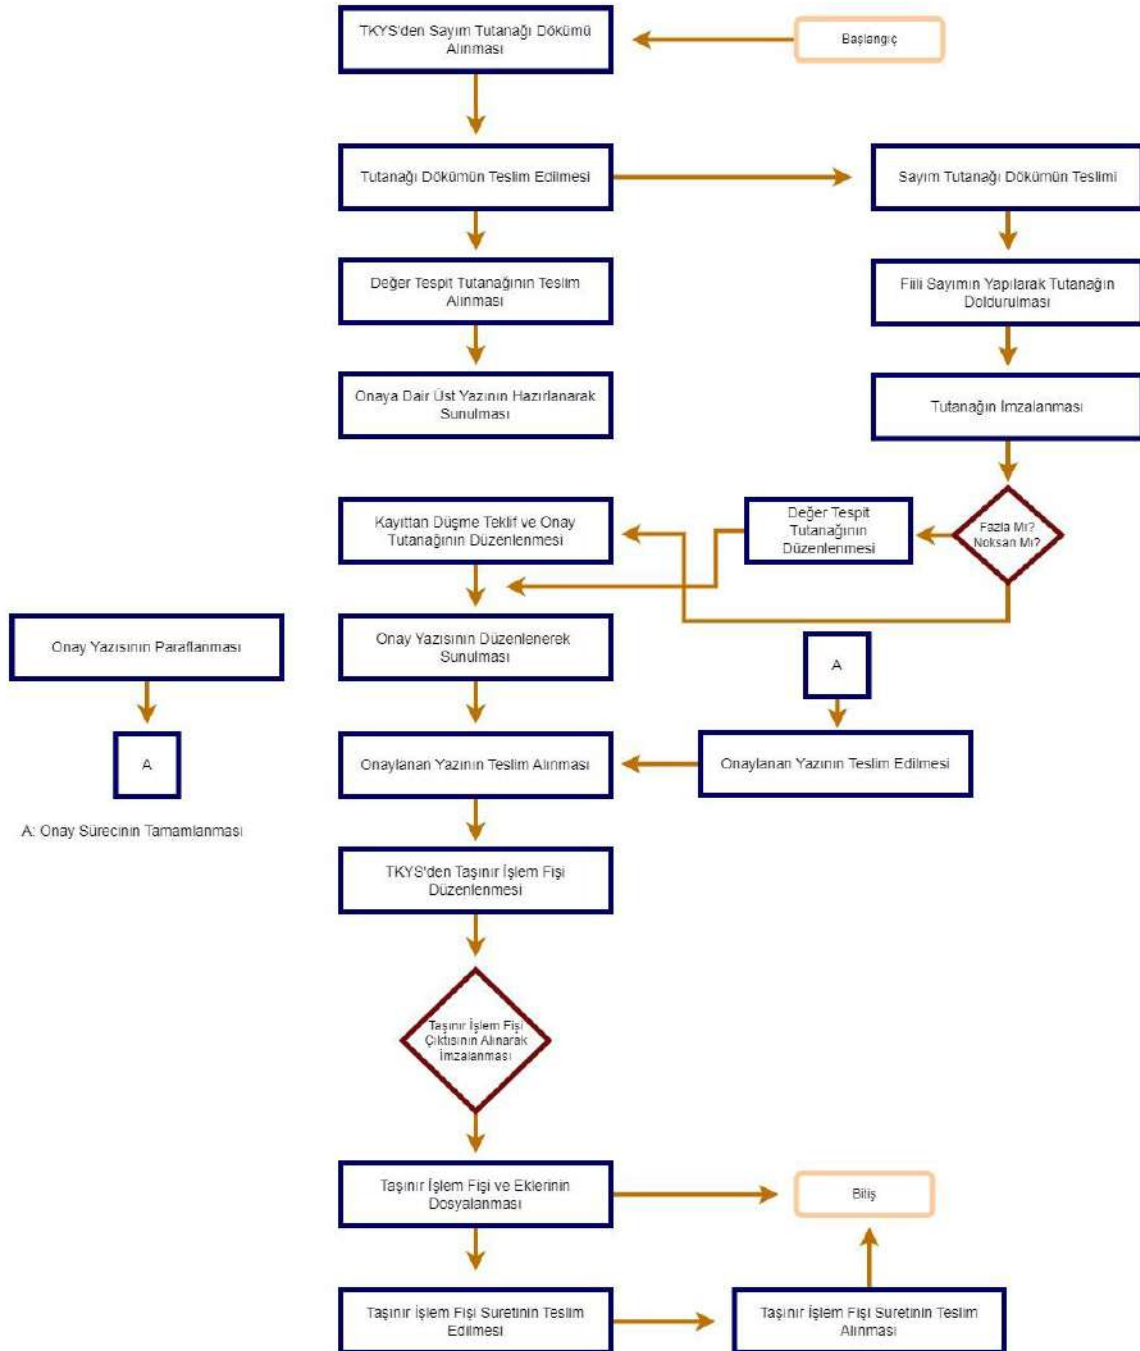 TKYS'den Sayım Tutanağı Dökümü
Alınması
Başlangıç
Tutanağı Dökümün Teslim Edilmesi
Sayım Tutanağı Dökümün Teslimi
Değer Tespit Tutanağının Teslim
Alınması
Fiili Sayımın Yapılarak Tutanağın
Doldurulması
Onaya Dair Üst Yazının Hazırlanarak
Sunulması
Tutanağın İmzalanması
Kayıttan Düşme Teklif ve Onay
Tutanağının Düzenlenmesi
Değer Tespit
Tutanağının
Düzenlenmesi
Fazla Mı?
Noksan Mı?
Onay Yazısının Paraflanması
Onay Yazısının Düzenlenerek
Sunulması
A
A
Onaylanan Yazının Teslim Alınması
Onaylanan Yazının Teslim Edilmesi
A: Onay Sürecinin Tamamlanması
TKYS'den Taşınır İşlem Fişi
Düzenlenmesi
Taşınır İşlem Fişi
Çıktısının Alınarak
İmzalanması
Taşınır İşlem Fişi ve Eklerinin
Dosyalanması
Bitiş
Taşınır İşlem Fişi Suretinin Teslim
Edilmesi
Taşınır İşlem Fişi Suretinin Teslim
Alınması